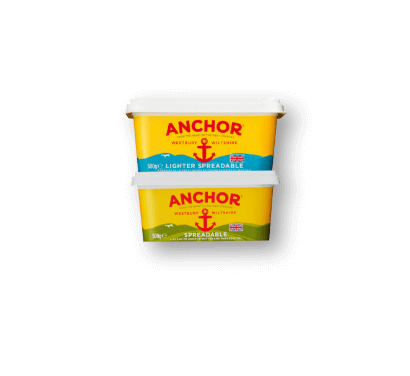 ANCHOR
WESTBURY WILTSHIRE
500g℮ LIGHTER SPREADABLE
ANCHOR
WESTBURY WILTSHIRE
500g℮ SPREADABLE